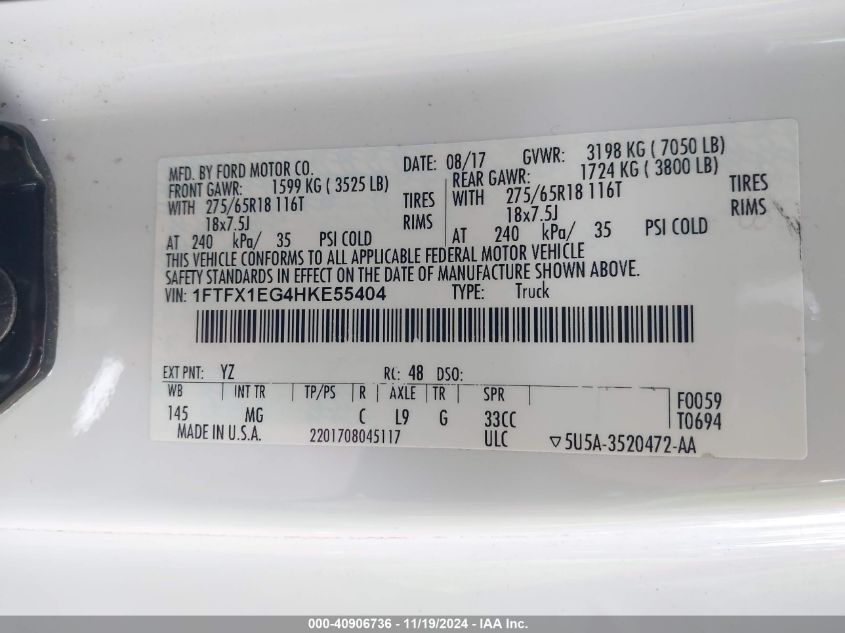 MFD. BY FORD MOTOR CO. DATE: 08/17 GVWR: 3198 KG ( 7050 LB)
FRONT GAWR: 1599 KG ( 3525 LB) REAR GAWR: 1724 KG ( 3800 LB)
WITH 275/65R18 116T TIRES WITH 275/65R18 116T TIRES
18x7.5J RIMS 18x7.5J RIMS
AT 240 kPa/ 35 PSI COLD AT 240 kPa/ 35 PSI COLD
THIS VEHICLE CONFORMS TO ALL APPLICABLE FEDERAL MOTOR VEHICLE
SAFETY STANDARDS IN EFFECT ON THE DATE OF MANUFACTURE SHOWN ABOVE.
VIN: 1FTFX1EG4HKE55404 TYPE: Truck
EXT PNT: YZ RC: 48 DSO:
WB INT TR TP/PS R AXLE TR SPR F0059
145 MG C L9 G 33CC T0694
MADE IN U.S.A. 2201708045117 ULC ▽5U5A-3520472-AA
000-40906736 - 11/19/2024 - IAA Inc.